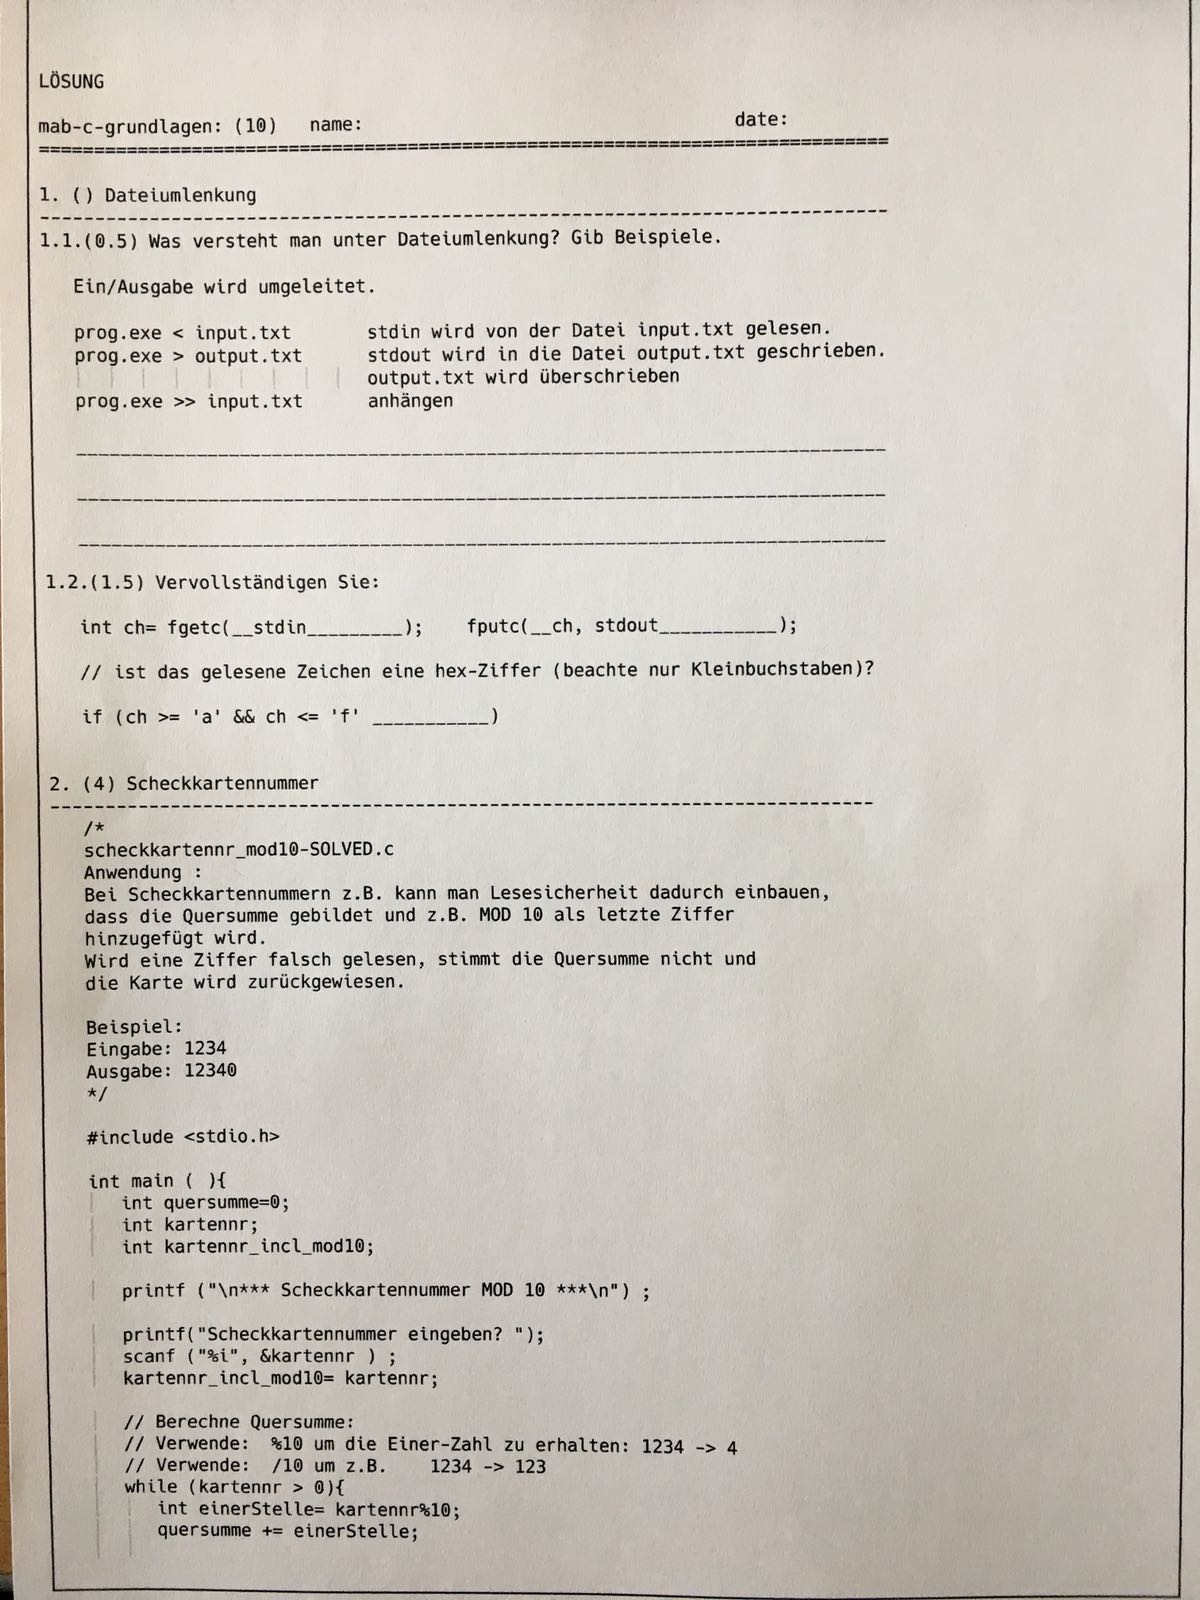 LÖSUNG
mab-c-grundlagen: (10)   name:                                  date:
=============================================================================
1. () Dateiumlenkung
-----------------------------------------------------------------------------
1.1.(0.5) Was versteht man unter Dateiumlenkung? Gib Beispiele.
Ein/Ausgabe wird umgeleitet.
prog.exe < input.txt       stdin wird von der Datei input.txt gelesen.
prog.exe > output.txt      stdout wird in die Datei output.txt geschrieben.
output.txt wird überschrieben
prog.exe >> input.txt      anhängen
__________________________________________________________________________
__________________________________________________________________________
__________________________________________________________________________
1.2.(1.5) Vervollständigen Sie:
int ch= fgetc(__stdin_________);    fputc(__ch, stdout___________);
// ist das gelesene Zeichen eine hex-Ziffer (beachte nur Kleinbuchstaben)?
if (ch >= 'a' && ch <= 'f' ___________)
2. (4) Scheckkartennummer
---------------------------------------------------------------------------
/*
scheckkartennr_mod10-SOLVED.c
Anwendung :
Bei Scheckkartennummern z.B. kann man Lesesicherheit dadurch einbauen,
dass die Quersumme gebildet und z.B. MOD 10 als letzte Ziffer
hinzugefügt wird.
Wird eine Ziffer falsch gelesen, stimmt die Quersumme nicht und
die Karte wird zurückgewiesen.
Beispiel:
Eingabe: 1234
Ausgabe: 12340
*/
#include <stdio.h>
int main ( ){
int quersumme=0;
int kartennr;
int kartennr_incl_mod10;
printf ("\n*** Scheckkartennummer MOD 10 ***\n") ;
printf("Scheckkartennummer eingeben? ");
scanf ("%i", &kartennr ) ;
kartennr_incl_mod10= kartennr;
// Berechne Quersumme:
// Verwende:  %10 um die Einer-Zahl zu erhalten: 1234 -> 4
// Verwende:  /10 um z.B.    1234 -> 123
while (kartennr > 0){
int einerStelle= kartennr%10;
quersumme += einerStelle;